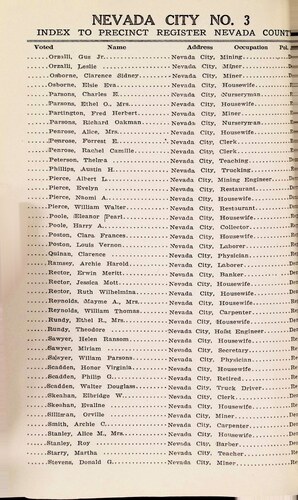 NEVADA CITY NO. 3
INDEX TO PRECINCT REGISTER NEVADA COUNT
Voted Name Address Occupation Pol.
Orzalli, Gus Jr. Nevada City, Mining
Orzalli, Leslie Nevada City, Miner De
Osborne, Clarence Sidney Nevada City, Miner De
Osborne, Elsie Eva Nevada City, Housewife
Parsons, Charles E. Nevada City, Nurseryman
Parsons, Ethel O., Mrs. Nevada City, Housewife
Partington, Fred Herbert Nevada City, Miner
Parsons, Richard Oakman Nevada City, Nurseryman
Penrose, Alice, Mrs. Nevada City, Housewife
Penrose, Forrest E. Nevada City, Clerk
Penrose, Rachel Camille Nevada City, Clerk
Peterson, Thelma Nevada City, Teaching
Phillips, Austin H. Nevada City, Trucking
Pierce, Albert L. Nevada City, Mining Engineer
Pierce, Evelyn Nevada City, Restaurant
Pierce, Naomi A. Nevada City, Housewife
Pierce, William Walter Nevada City, Restaurant
Poole, Eleanor Pearl Nevada City, Housewife
Poole, Harry A. Nevada City, Collector
Poston, Clara Frances Nevada City, Housewife
Poston, Louis Vernon Nevada City, Laborer
Quinan, Clarence Nevada City, Physician
Ramsey, Archie Harold Nevada City, Laborer
Rector, Erwin Meritt Nevada City, Banker
Rector, Jessica Mott Nevada City, Housewife
Rector, Ruth Wilhelmina Nevada City, Housewife
Reynolds, Mayme A., Mrs. Nevada City, Housewife
Reynolds, William Thomas Nevada City, Carpenter
Rundy, Ethel R., Mrs. Nevada City, Housewife
Rundy, Theodore Nevada City, Hoist Engineer
Sawyer, Helen Ransom Nevada City, Housewife
Sawyer, Miriam Nevada City, Secretary
Sawyer, William Parsons Nevada City, Physician
Scadden, Honor Virginia Nevada City, Housewife
Scadden, Philip G. Nevada City, Retired
Scadden, Walter Douglass Nevada City, Truck Driver
Skeahan, Elbridge W. Nevada City, Clerk
Skeahan, Evaline Nevada City, Housewife
Silliman, Orville Nevada City, Miner
Smith, Archie C. Nevada City, Carpenter
Stanley, Alice M., Mrs. Nevada City, Housewife
Stanley, Roy Nevada City, Barber
Starry, Martha Nevada City, Teacher
Stevens, Donald G. Nevada City, Miner